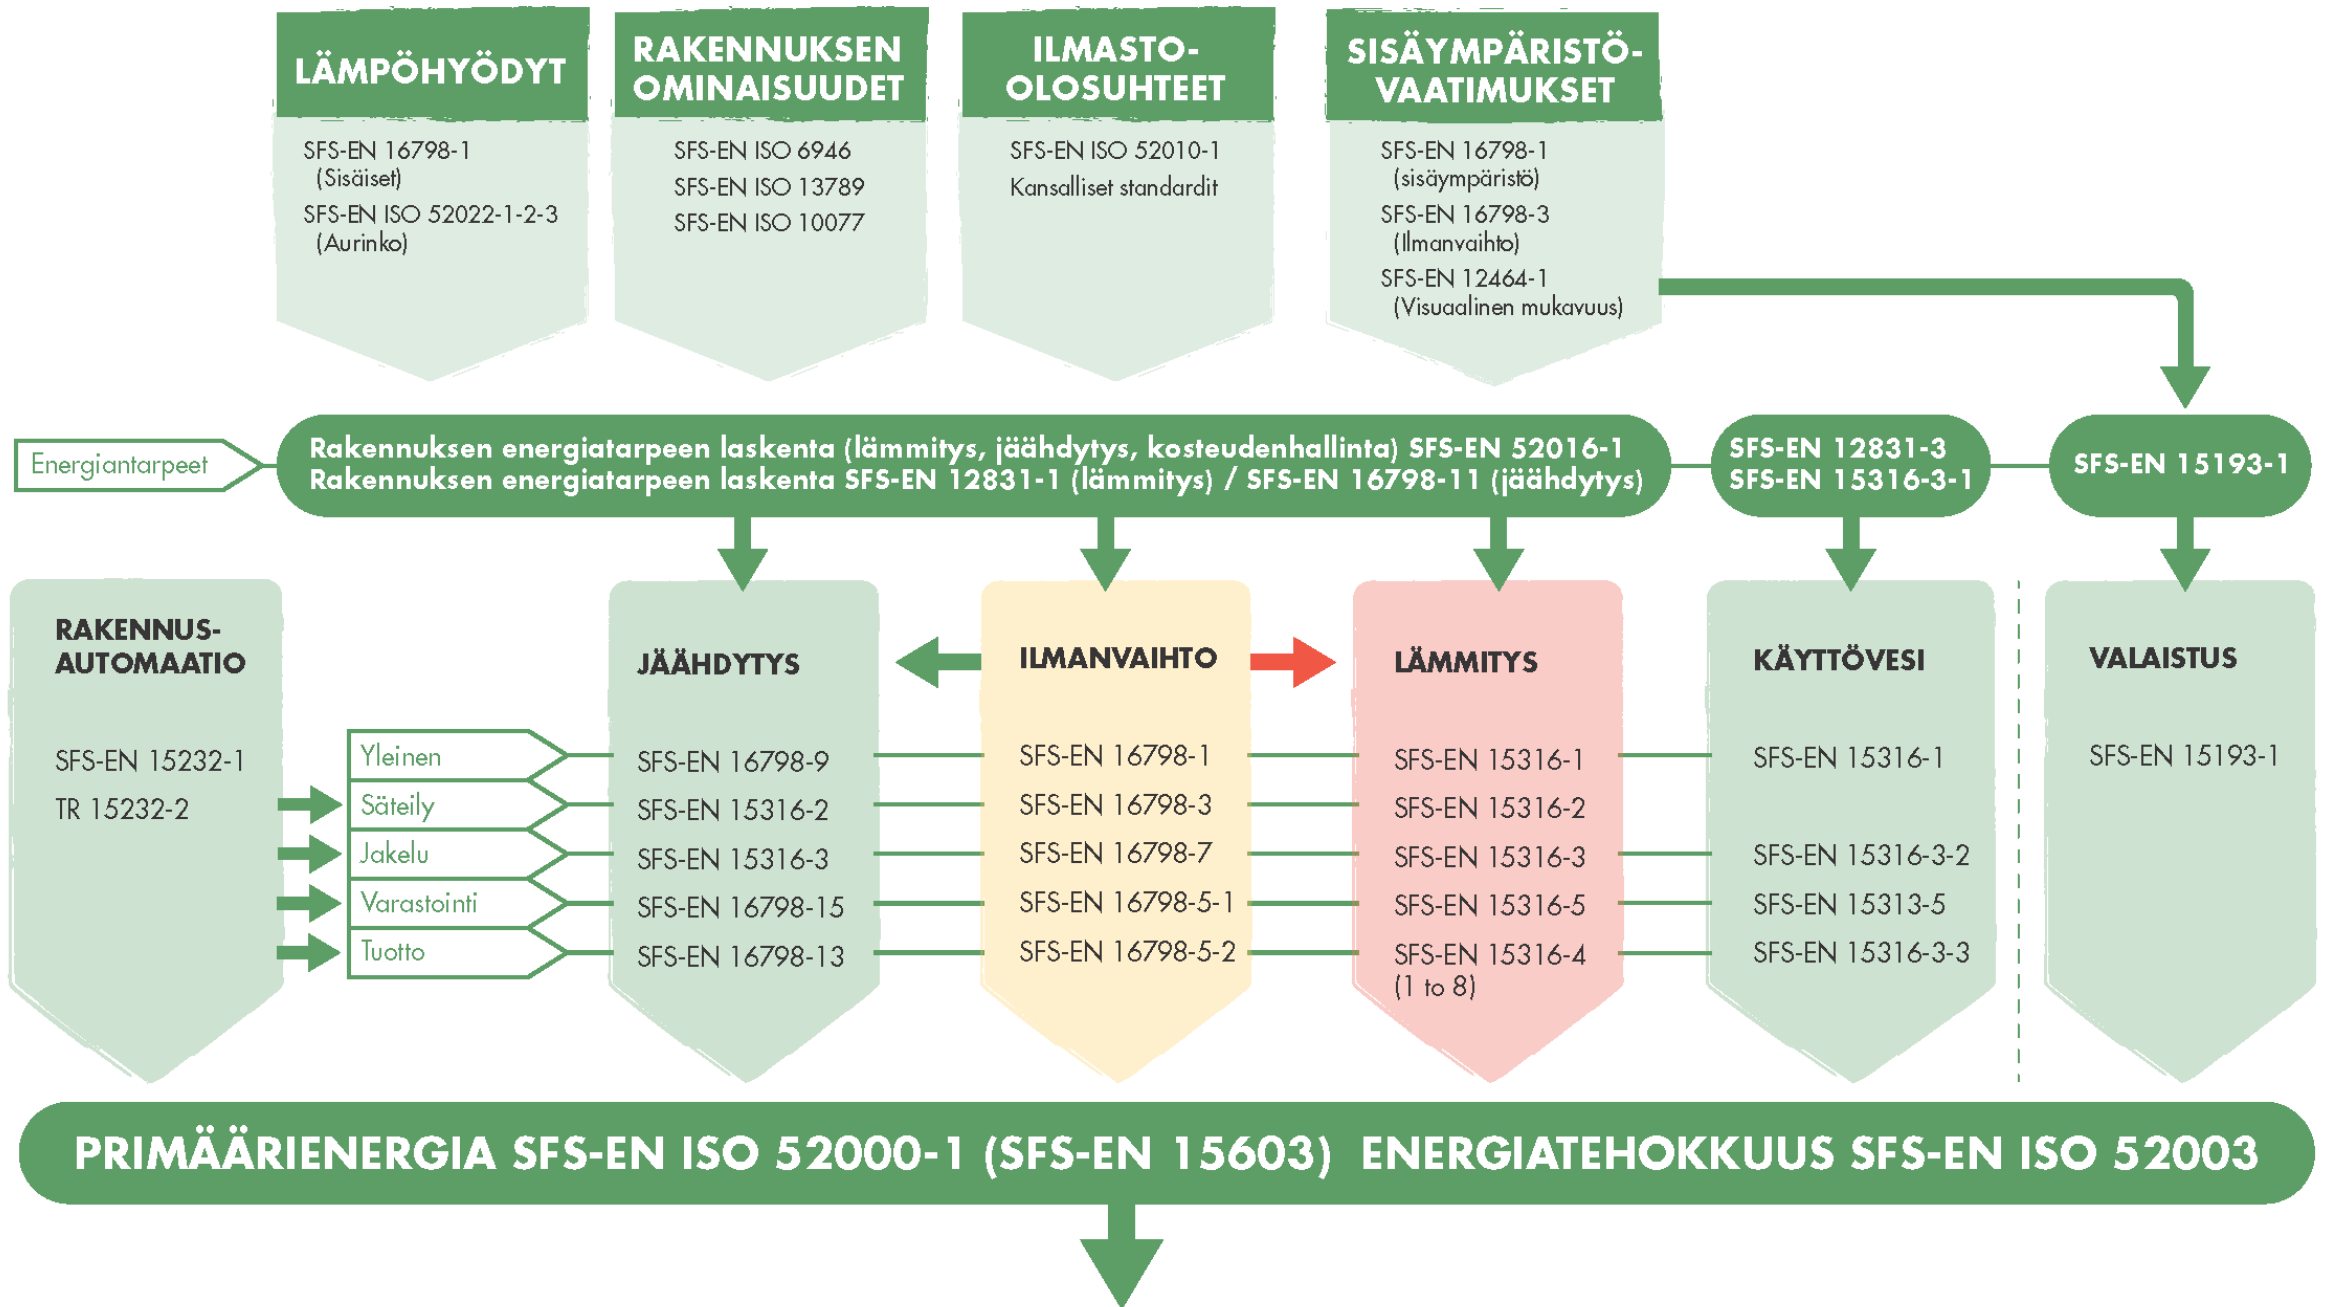 LÄMPÖHYÖDYT
SFS-EN 16798-1
(Sisäiset)
SFS-EN ISO 52022-1-2-3
(Aurinko)
RAKENNUKSEN
OMINAISUUDET
SFS-EN ISO 6946
SFS-EN ISO 13789
SFS-EN ISO 10077
ILMASTO-
OLOSUHTEET
SFS-EN ISO 52010-1
Kansalliset standardit
SISÄYMPÄRISTÖ-
VAATIMUKSET
SFS-EN 16798-1
(sisäympäristö)
SFS-EN 16798-3
(Ilmanvaihto)
SFS-EN 12464-1
(Visuaalinen mukavuus)
Energiantarpeet
Rakennuksen energiatarpeen laskenta (lämmitys, jäähdytys, kosteudenhallinta) SFS-EN 52016-1
Rakennuksen energiatarpeen laskenta SFS-EN 12831-1 (lämmitys) / SFS-EN 16798-11 (jäähdytys)
SFS-EN 12831-3
SFS-EN 15316-3-1
SFS-EN 15193-1
RAKENNUS-
AUTOMAATIO
SFS-EN 15232-1
TR 15232-2
Yleinen
Säteily
Jakelu
Varastointi
Tuotto
JÄÄHDYTYS
SFS-EN 16798-9
SFS-EN 15316-2
SFS-EN 15316-3
SFS-EN 16798-15
SFS-EN 16798-13
ILMANVAIHTO
SFS-EN 16798-1
SFS-EN 16798-3
SFS-EN 16798-7
SFS-EN 16798-5-1
SFS-EN 16798-5-2
LÄMMITYS
SFS-EN 15316-1
SFS-EN 15316-2
SFS-EN 15316-3
SFS-EN 15316-5
SFS-EN 15316-4
(1 to 8)
KÄYTTÖVESI
SFS-EN 15316-1
SFS-EN 15316-3-2
SFS-EN 15313-5
SFS-EN 15316-3-3
VALAISTUS
SFS-EN 15193-1
PRIMÄÄRIENERGIA SFS-EN ISO 52000-1 (SFS-EN 15603) ENERGIATEHOKKUUS SFS-EN ISO 52003